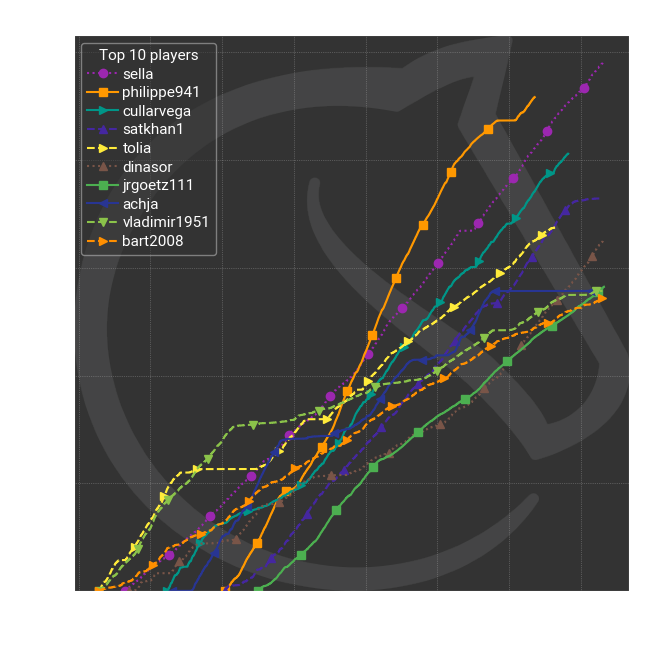 Top 10 players
sella
philippe941
cullarvega
satkhan1
tolia
dinasor
jrgoetz111
achja
vladimir1951
bart2008